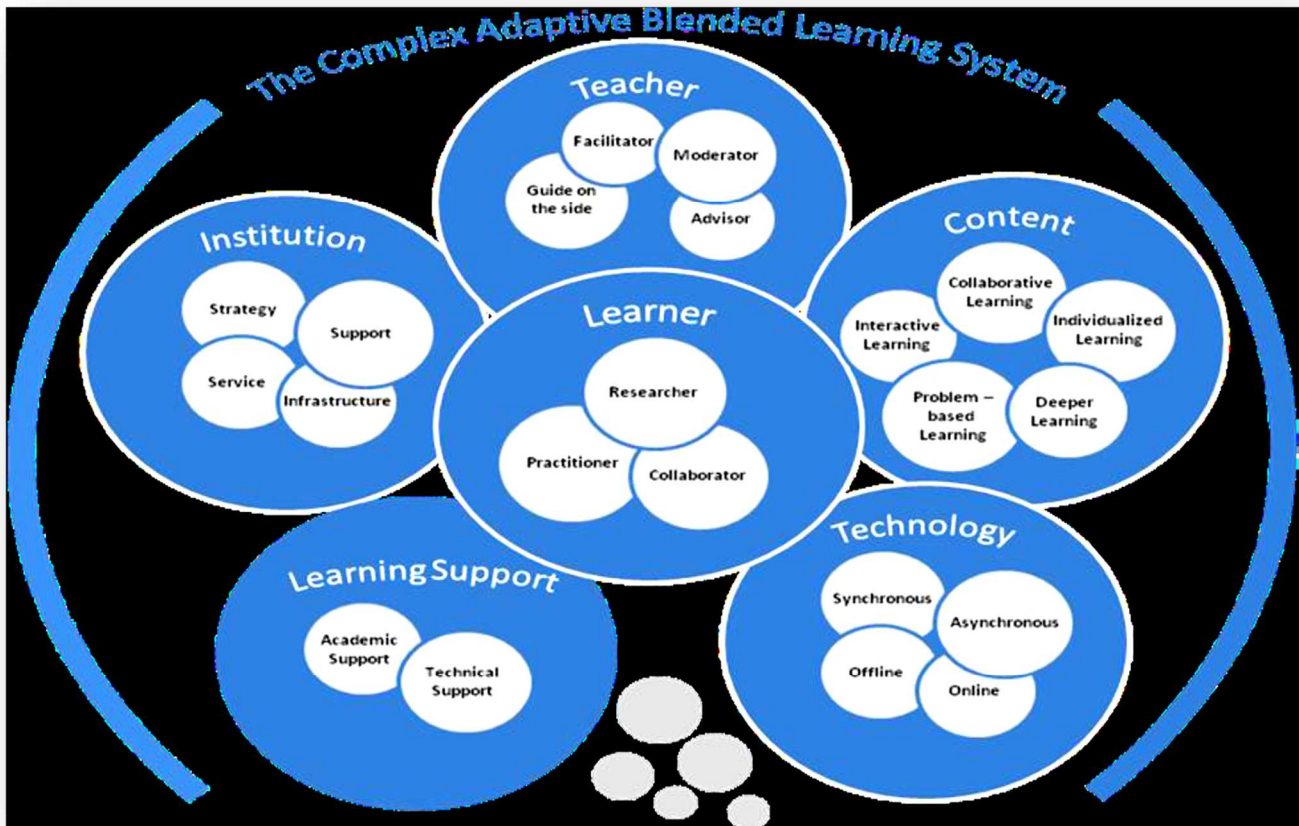 The Complex Adaptive Blended Learning System
Teacher
Facilitator
Moderator
Guide on
the side
Advisor
Institution
Strategy
Support
Service
Infrastructure
Content
Collaborative
Learning
Interactive
Learning
Individualized
Learning
Problem –
based
Learning
Deeper
Learning
Learner
Researcher
Practitioner
Collaborator
Learning Support
Academic
Support
Technical
Support
Technology
Synchronous
Asynchronous
Offline
Online